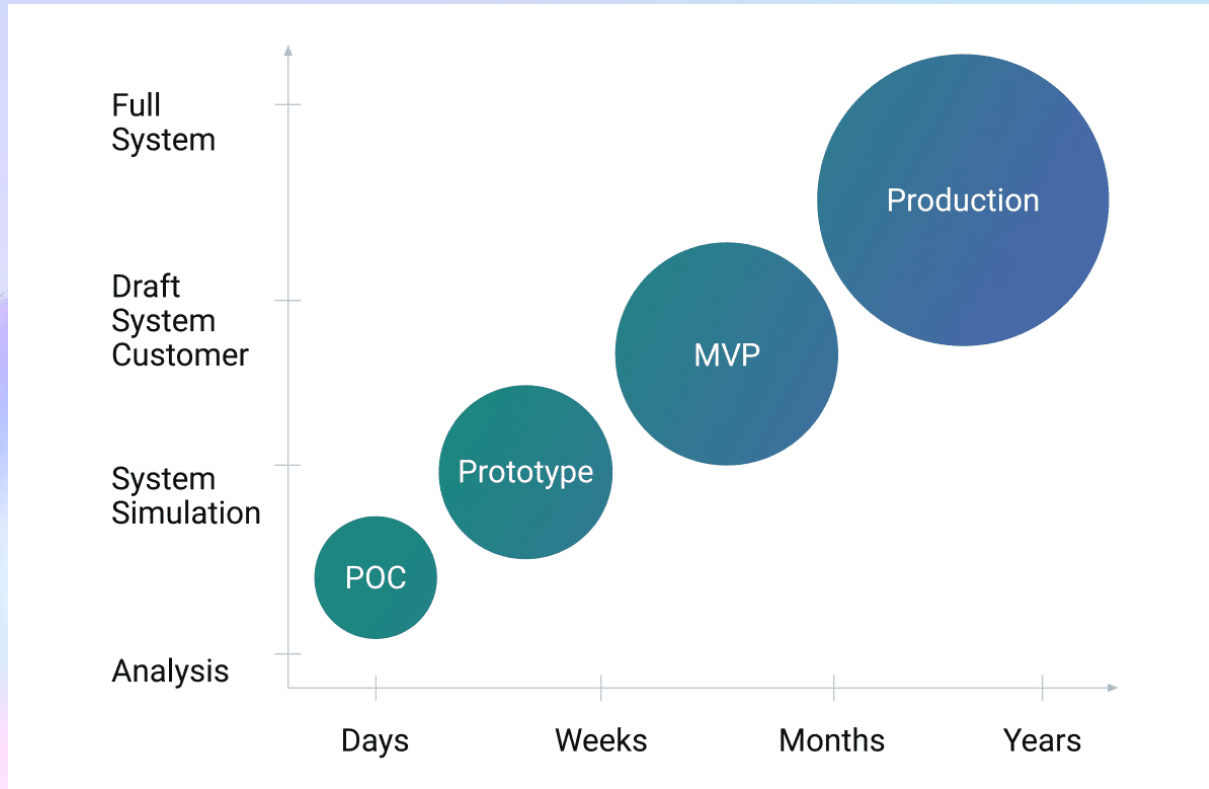 Full
System
Production
Draft
System
Customer
MVP
System
Simulation
Prototype
POC
Analysis
Days
Weeks
Months
Years